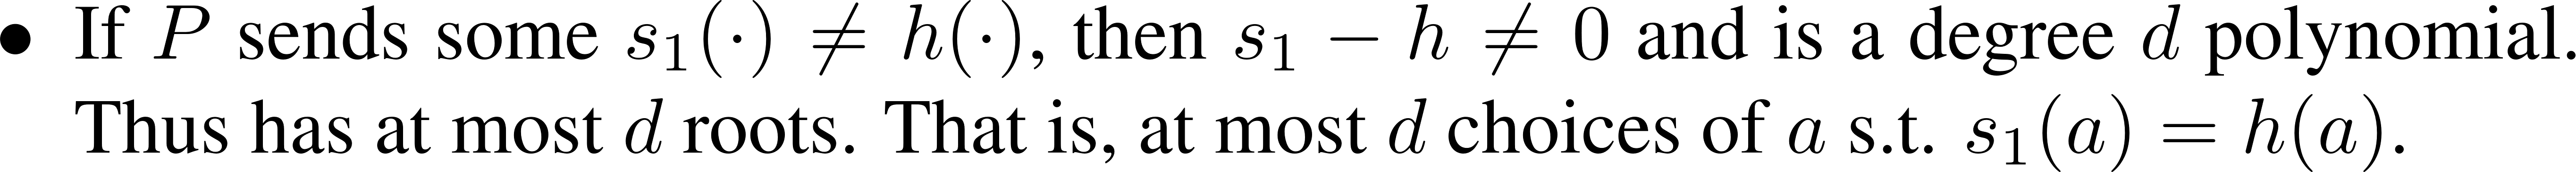 • If P sends some s₁(·) ≠ h(·), then s₁ − h ≠ 0 and is a degree d polynomial.
Thus has at most d roots. That is, at most d choices of a s.t. s₁(a) = h(a).